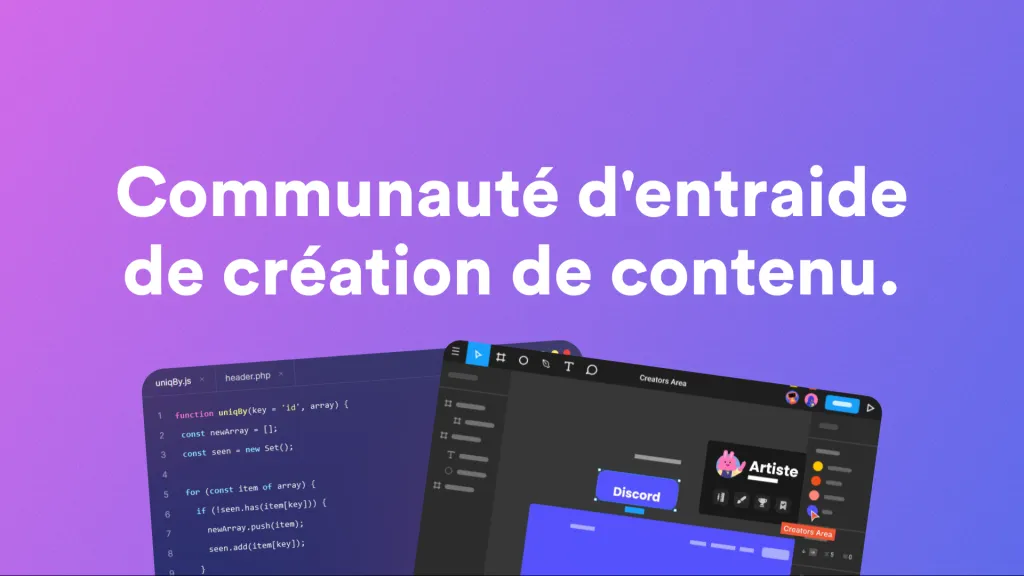 Communauté d'entraide
de création de contenu.
uniqBy.js
header.php
1 function uniqBy(key = 'id', array) {
2 const newArray = [];
3 const seen = new Set();
4
5 for (const item of array) {
6 if (!seen.has(item[key])) {
7 newArray.push(item);
8 seen.add(item[key]);
9 }
Creators Area
Artiste
Discord
Creators Area
5
0